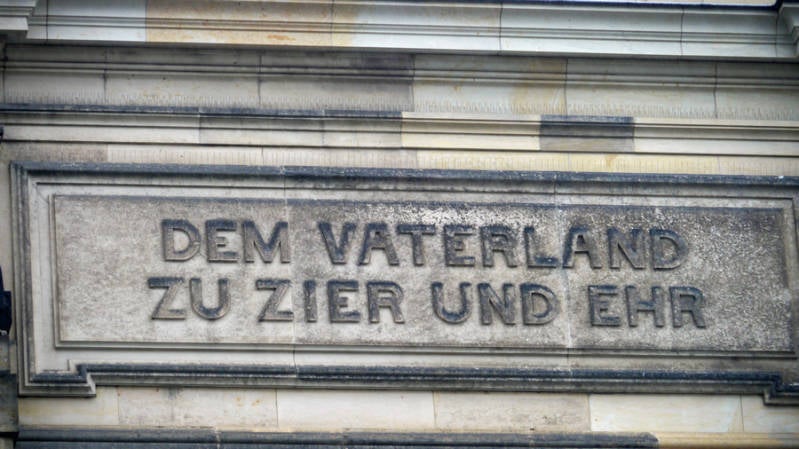 DEM VATERLAND
ZU ZIER UND EHR